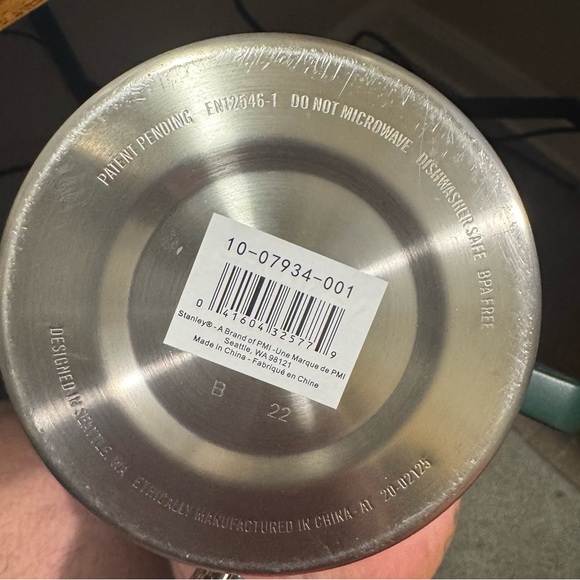 PATENT PENDING EN12546-1 DO NOT MICROWAVE DISHWASHER SAFE BPA FREE
10-07934-001
0 41604 32577 9
Stanley® - A Brand of PMI -Une Marque de PMI
Seattle, WA 98121
Made in China - Fabriqué en Chine
B 22
DESIGNED IN SEATTLE, WA ETHICALLY MANUFACTURED IN CHINA - AT 20-02125